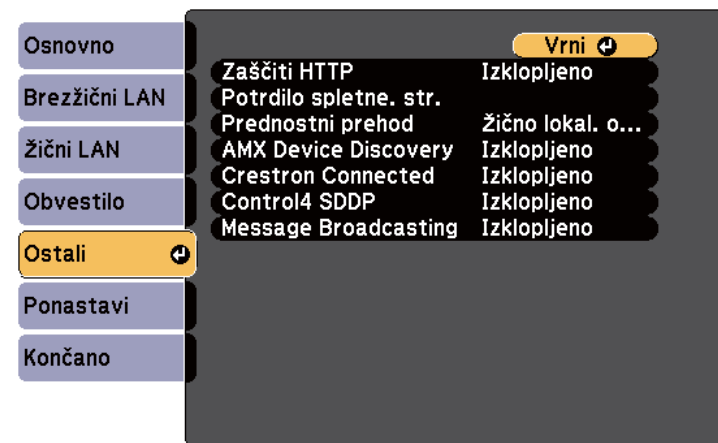 Osnovno
Brezžični LAN
Žični LAN
Obvestilo
Ostali
Ponastavi
Končano
Vrni
Zaščiti HTTP Izklopljeno
Potrdilo spletne. str.
Prednostni prehod Žično lokal. o...
AMX Device Discovery Izklopljeno
Crestron Connected Izklopljeno
Control4 SDDP Izklopljeno
Message Broadcasting Izklopljeno